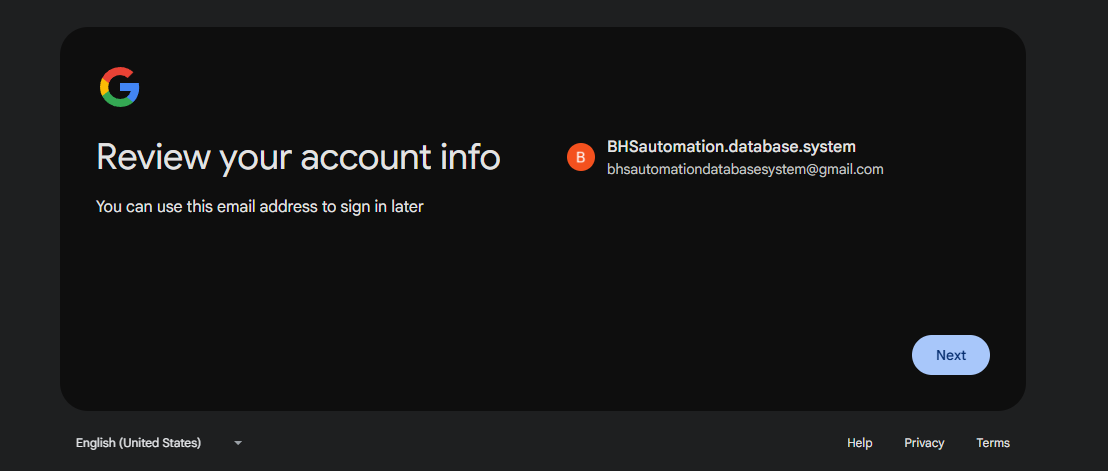 Review your account info
You can use this email address to sign in later
B
BHSautomation.database.system
bhsautomationdatabasesystem@gmail.com
Next
English (United States)
Help
Privacy
Terms